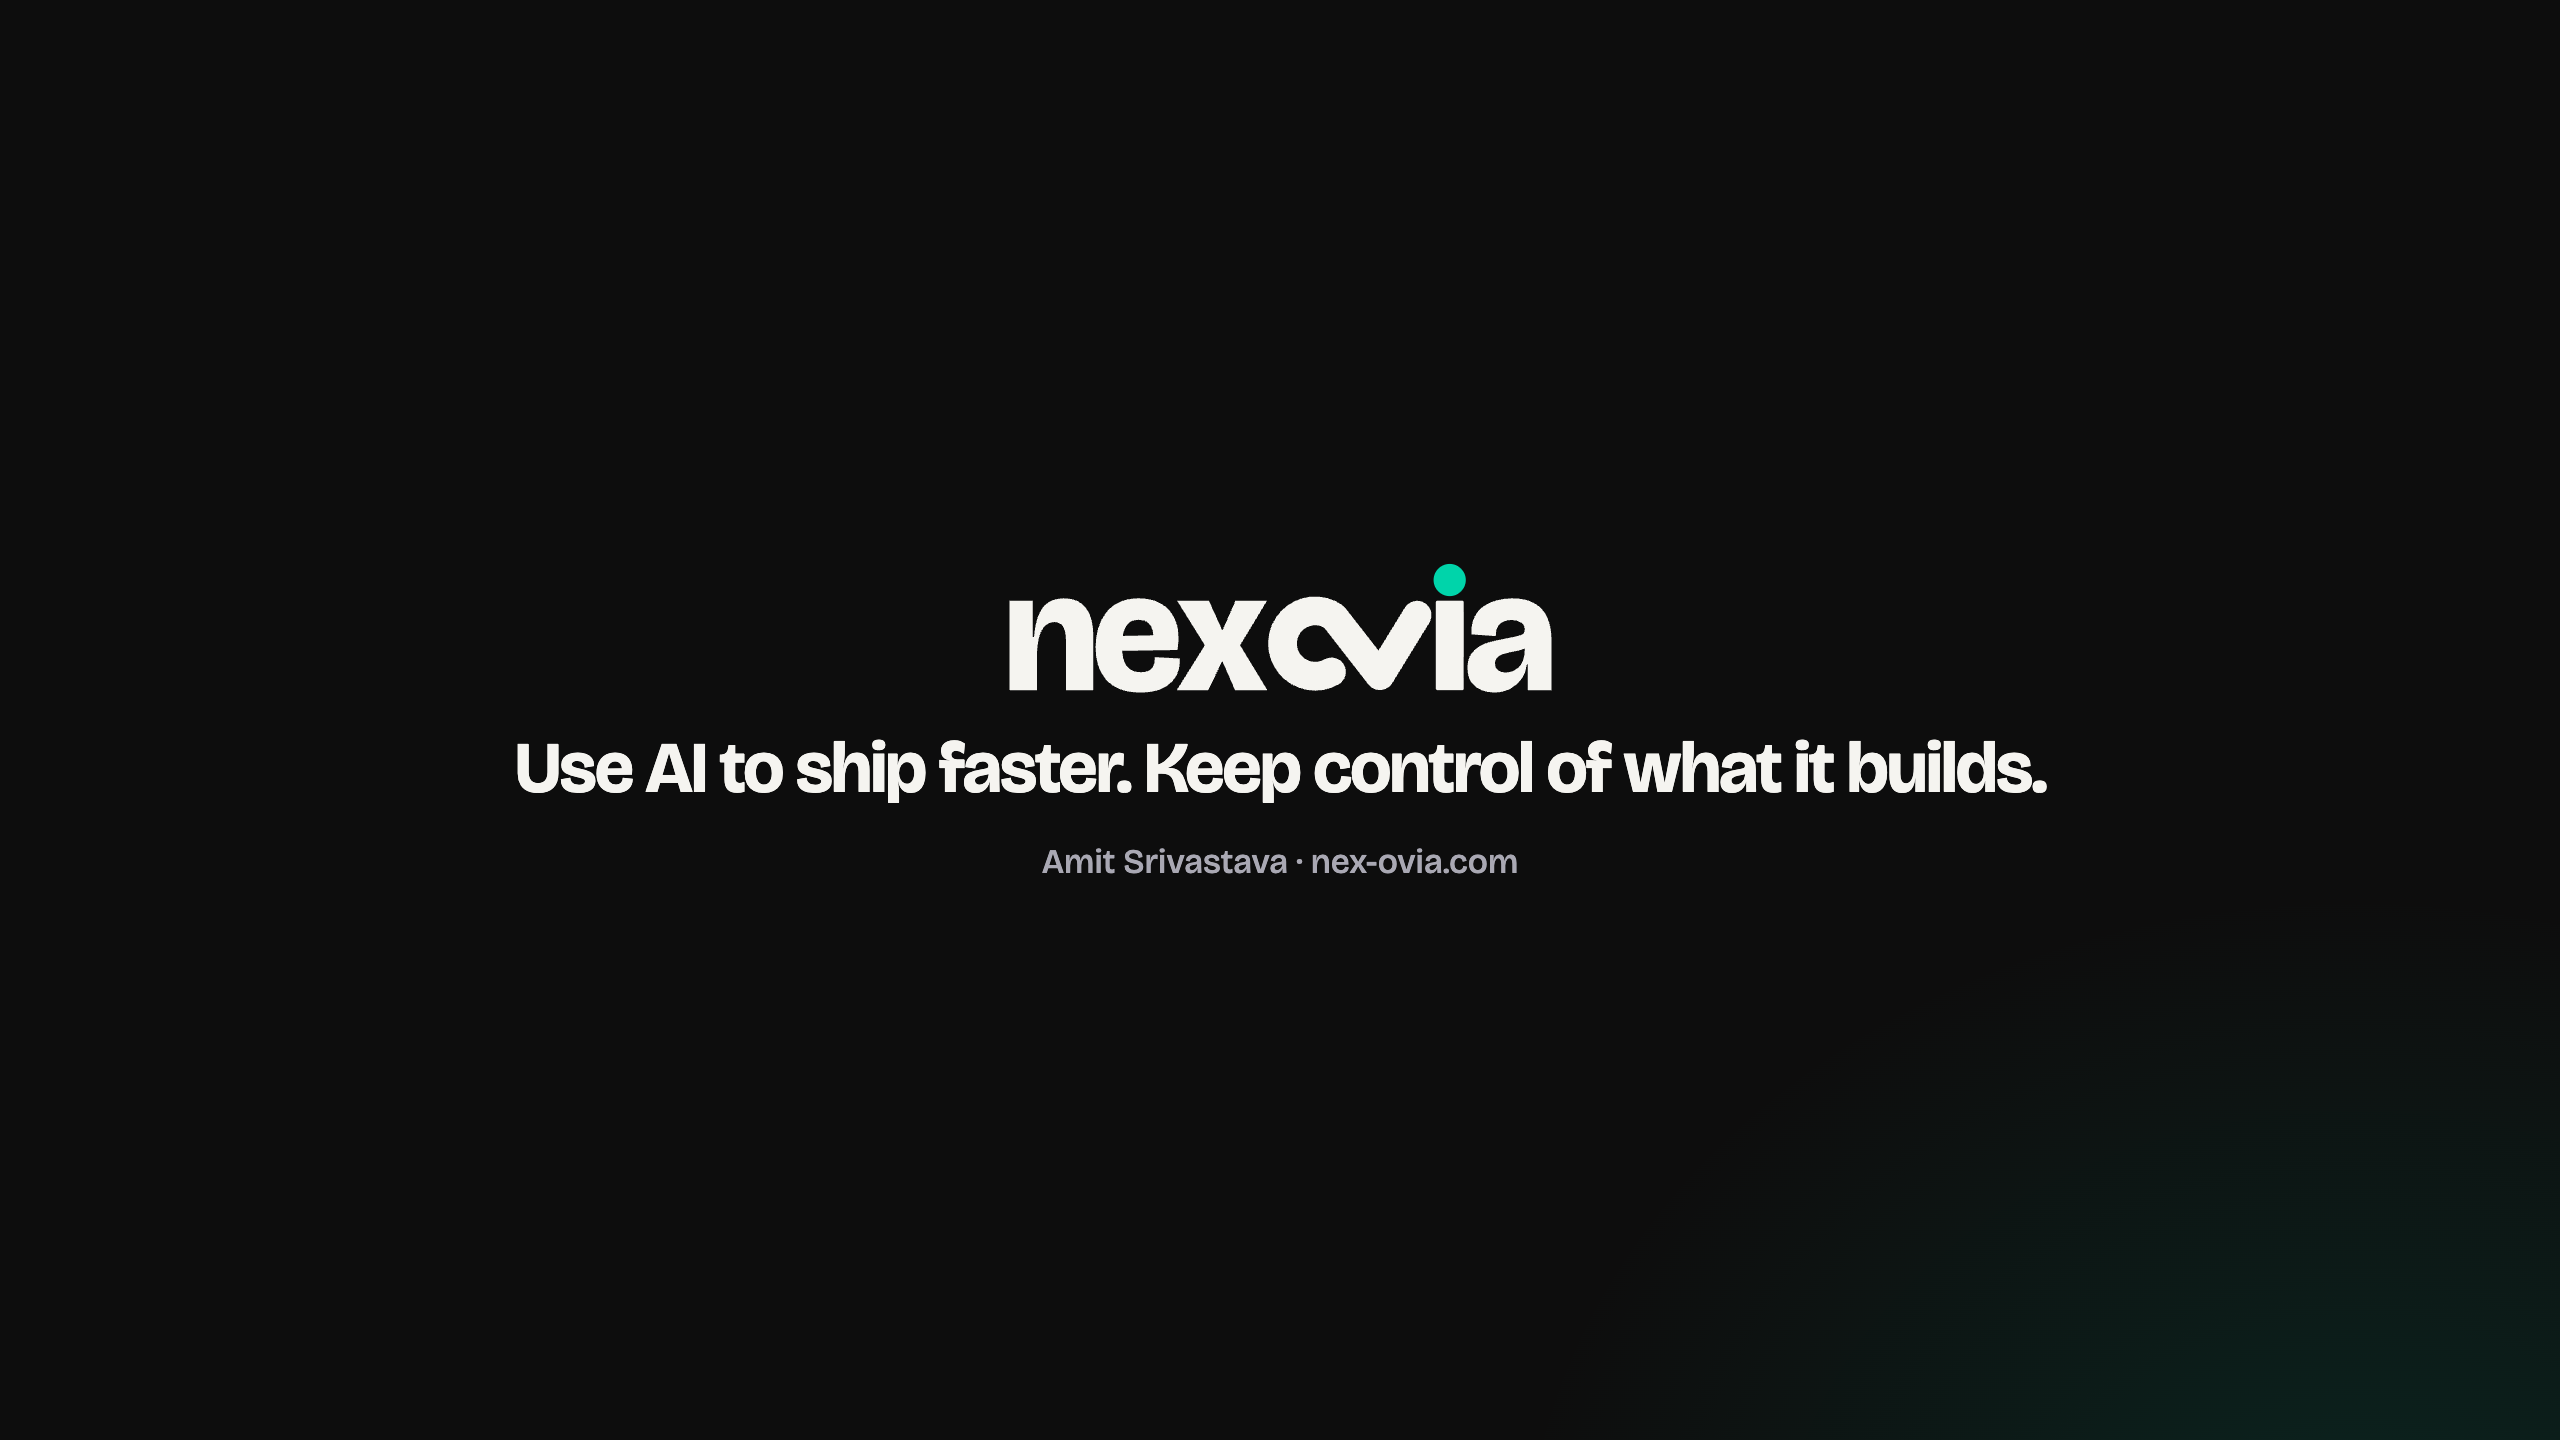 nexovia
Use AI to ship faster. Keep control of what it builds.
Amit Srivastava · nex-ovia.com